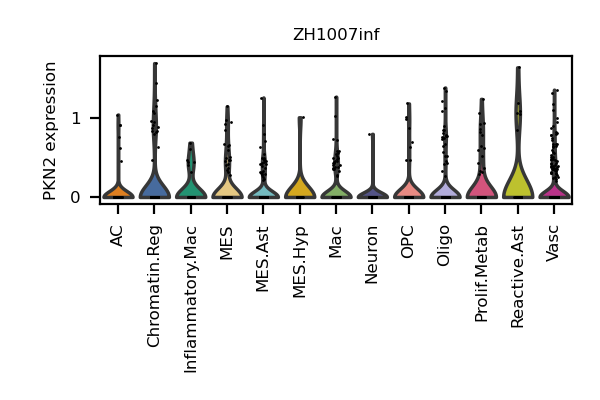 ZH1007inf
PKN2 expression
1
0
AC
Chromatin.Reg
Inflammatory.Mac
MES
MES.Ast
MES.Hyp
Mac
Neuron
OPC
Oligo
Prolif.Metab
Reactive.Ast
Vasc